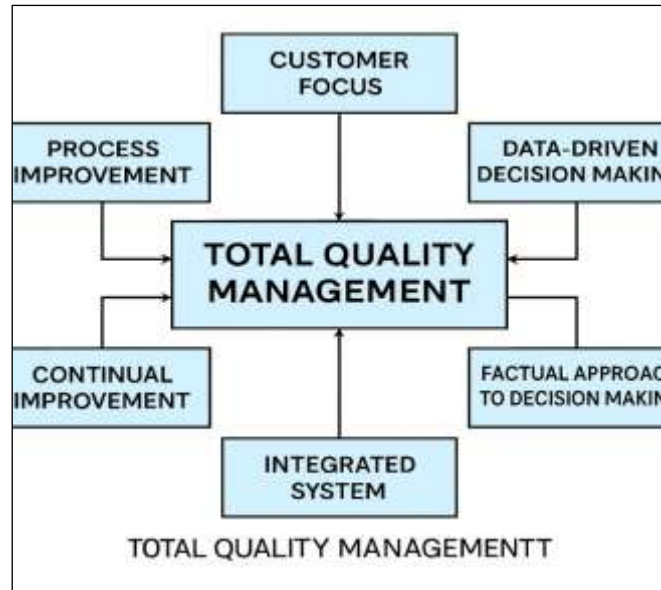 CUSTOMER
FOCUS
PROCESS
IMPROVEMENT
DATA-DRIVEN
DECISION MAKIN
TOTAL QUALITY
MANAGEMENT
CONTINUAL
IMPROVEMENT
FACTUAL APPROAC
TO DECISION MAKIN
INTEGRATED
SYSTEM
TOTAL QUALITY MANAGEMENTT